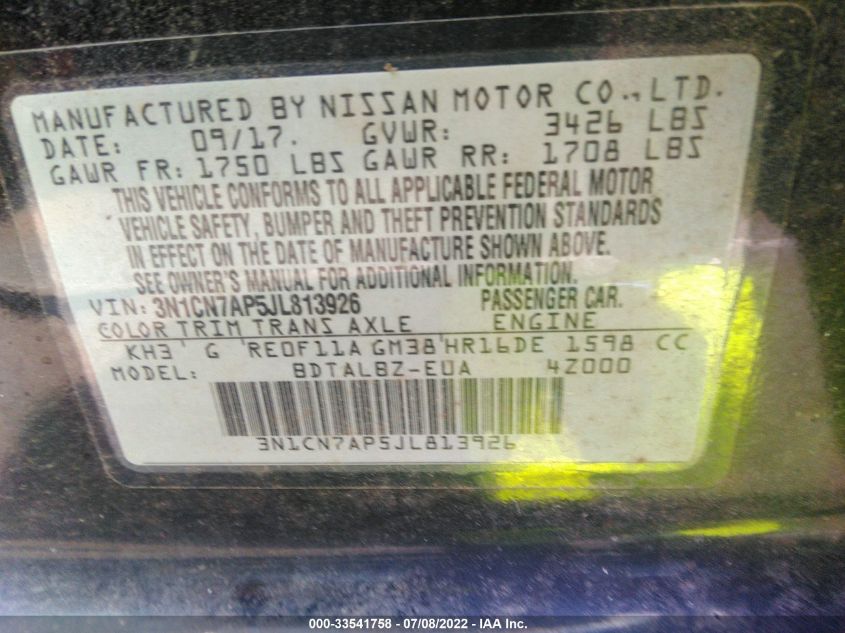 MANUFACTURED BY NISSAN MOTOR CO., LTD.
DATE: 09/17. GVWR: 3426 LBS
GAWR FR: 1750 LBS GAWR RR: 1708 LBS
THIS VEHICLE CONFORMS TO ALL APPLICABLE FEDERAL MOTOR
VEHICLE SAFETY, BUMPER AND THEFT PREVENTION STANDARDS
IN EFFECT ON THE DATE OF MANUFACTURE SHOWN ABOVE.
SEE OWNER'S MANUAL FOR ADDITIONAL INFORMATION.
VIN: 3N1CN7AP5JL813926 PASSENGER CAR.
COLOR TRIM TRANS AXLE ENGINE
KH3 G RE0F11A GM38 HR16DE 1598 CC
MODEL: BDTALBZ-EUA 4Z000
3N1CN7AP5JL813926
000-33541758 - 07/08/2022 - IAA Inc.